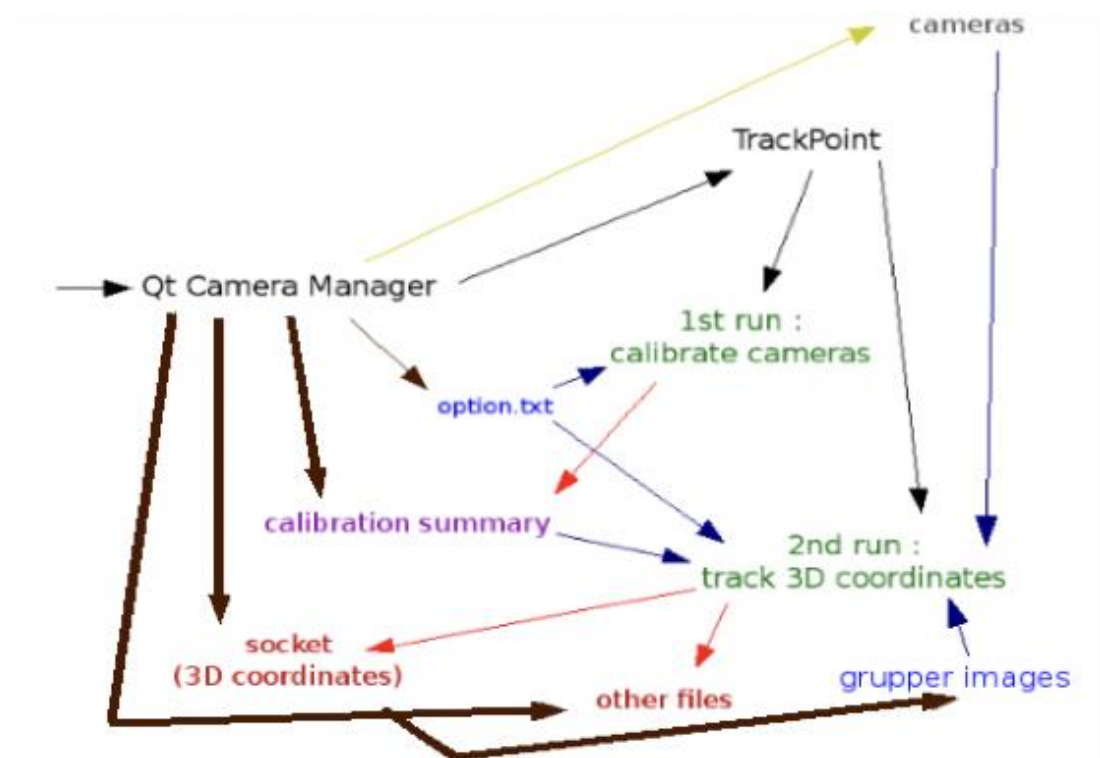 cameras
TrackPoint
Qt Camera Manager
1st run :
calibrate cameras
option.txt
calibration summary
2nd run :
track 3D coordinates
socket
(3D coordinates)
grupper images
other files